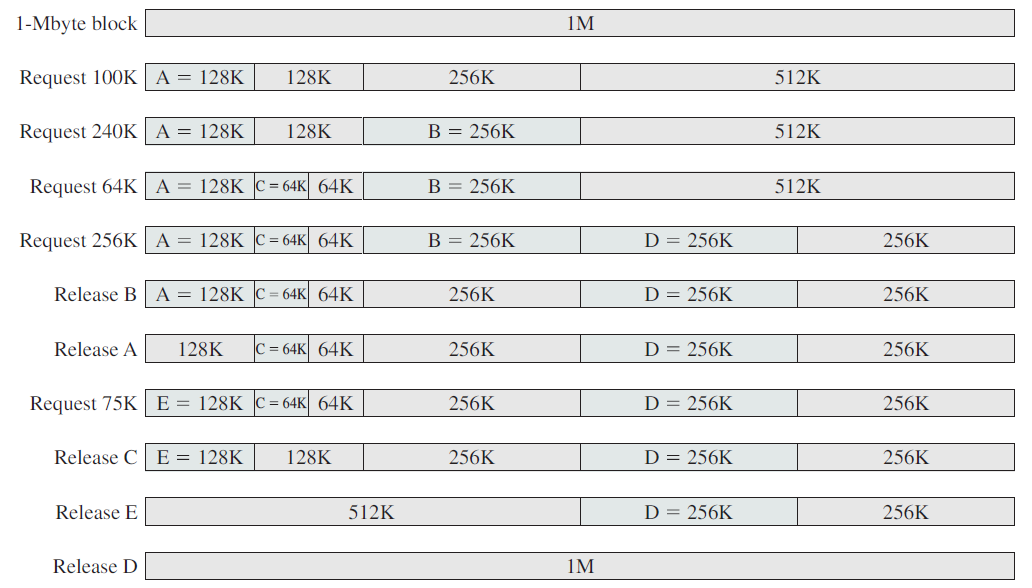 1-Mbyte block 1M
Request 100K A = 128K 128K 256K 512K
Request 240K A = 128K 128K B = 256K 512K
Request 64K A = 128K C = 64K 64K B = 256K 512K
Request 256K A = 128K C = 64K 64K B = 256K D = 256K 256K
Release B A = 128K C = 64K 64K 256K D = 256K 256K
Release A 128K C = 64K 64K 256K D = 256K 256K
Request 75K E = 128K C = 64K 64K 256K D = 256K 256K
Release C E = 128K 128K 256K D = 256K 256K
Release E 512K D = 256K 256K
Release D 1M